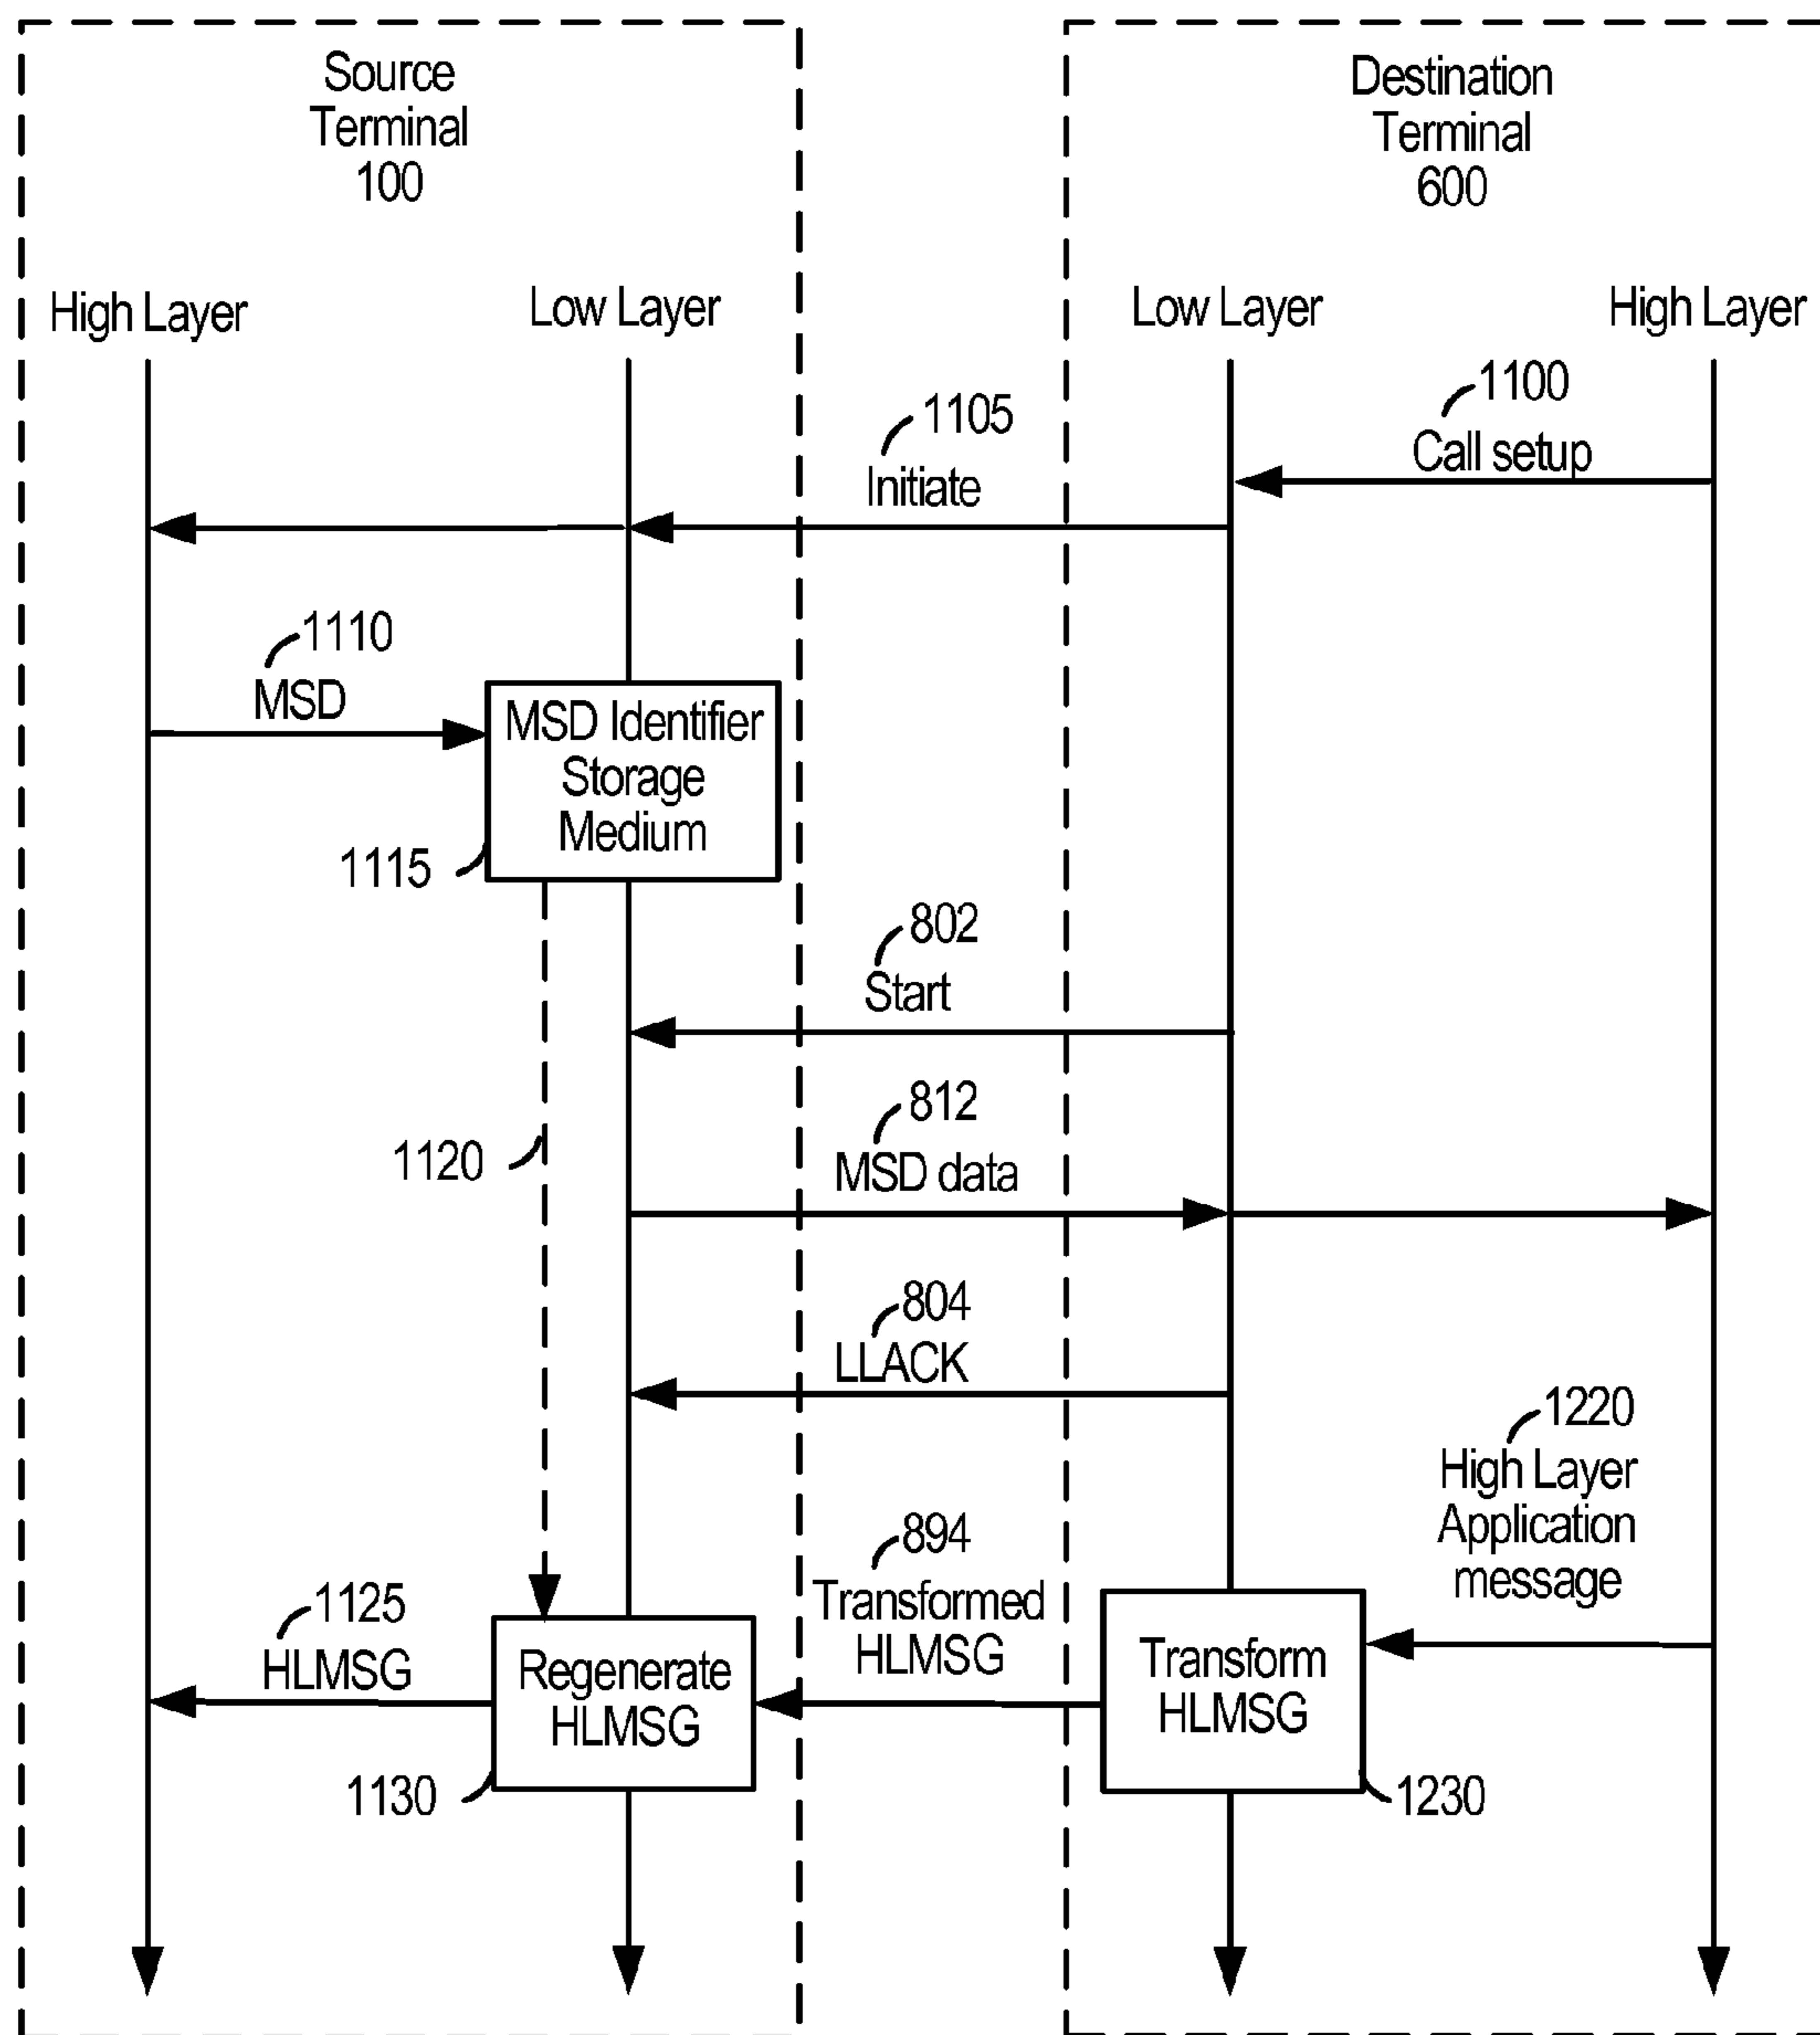 Source
Terminal
100
Destination
Terminal
600
High Layer
Low Layer
Low Layer
High Layer
1100
Call setup
1105
Initiate
1110
MSD
MSD Identifier
Storage
Medium
1115
802
Start
812
MSD data
1120
804
LLACK
1220
High Layer
Application
message
894
Transformed
HLMSG
1125
HLMSG
Regenerate
HLMSG
Transform
HLMSG
1130
1230